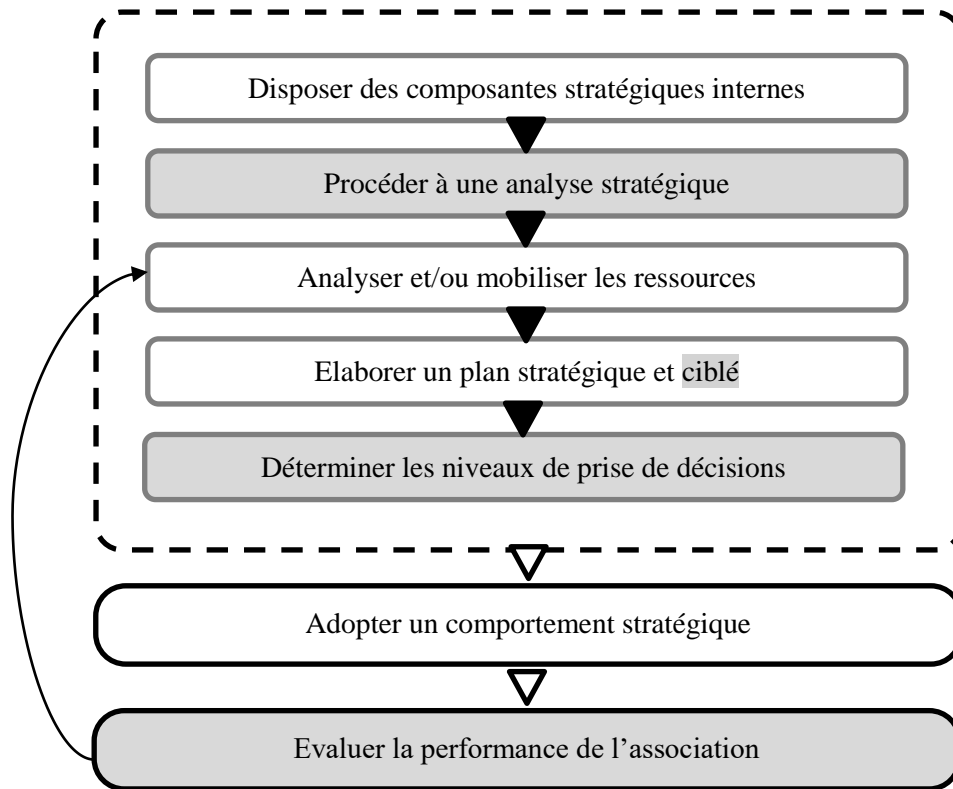 Disposer des composantes stratégiques internes
Procéder à une analyse stratégique
Analyser et/ou mobiliser les ressources
Elaborer un plan stratégique et ciblé
Déterminer les niveaux de prise de décisions
Adopter un comportement stratégique
Evaluer la performance de l’association